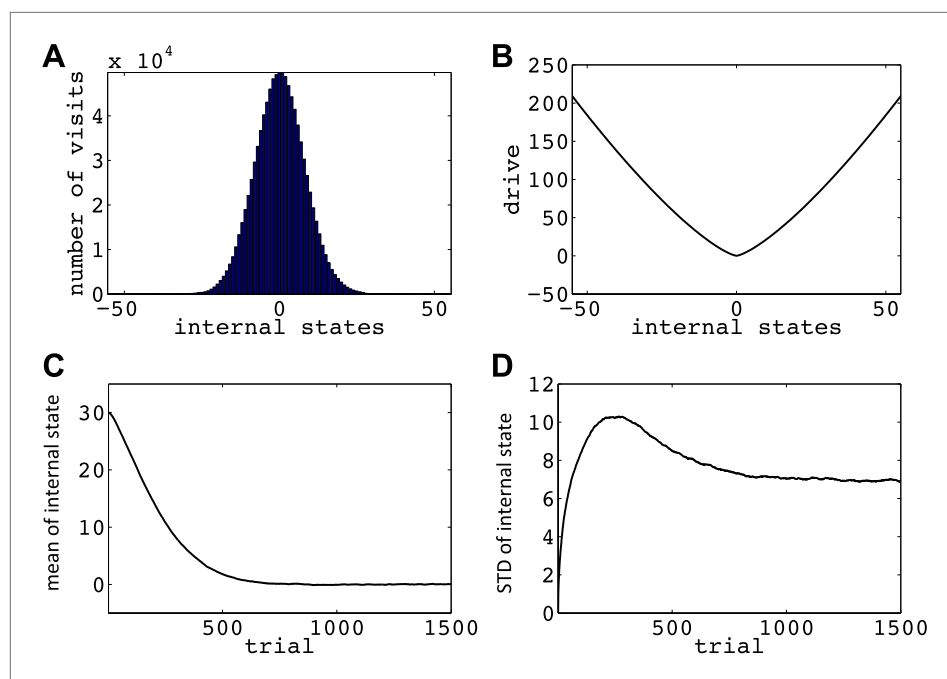 A
x 10^4
number of visits
4
3
2
1
0
−50 0 50
internal states
B
drive
250
200
150
100
50
0
−50
−50 0 50
internal states
C
mean of internal state
30
20
10
0
500 1000 1500
trial
D
STD of internal state
12
10
8
6
4
2
0
500 1000 1500
trial